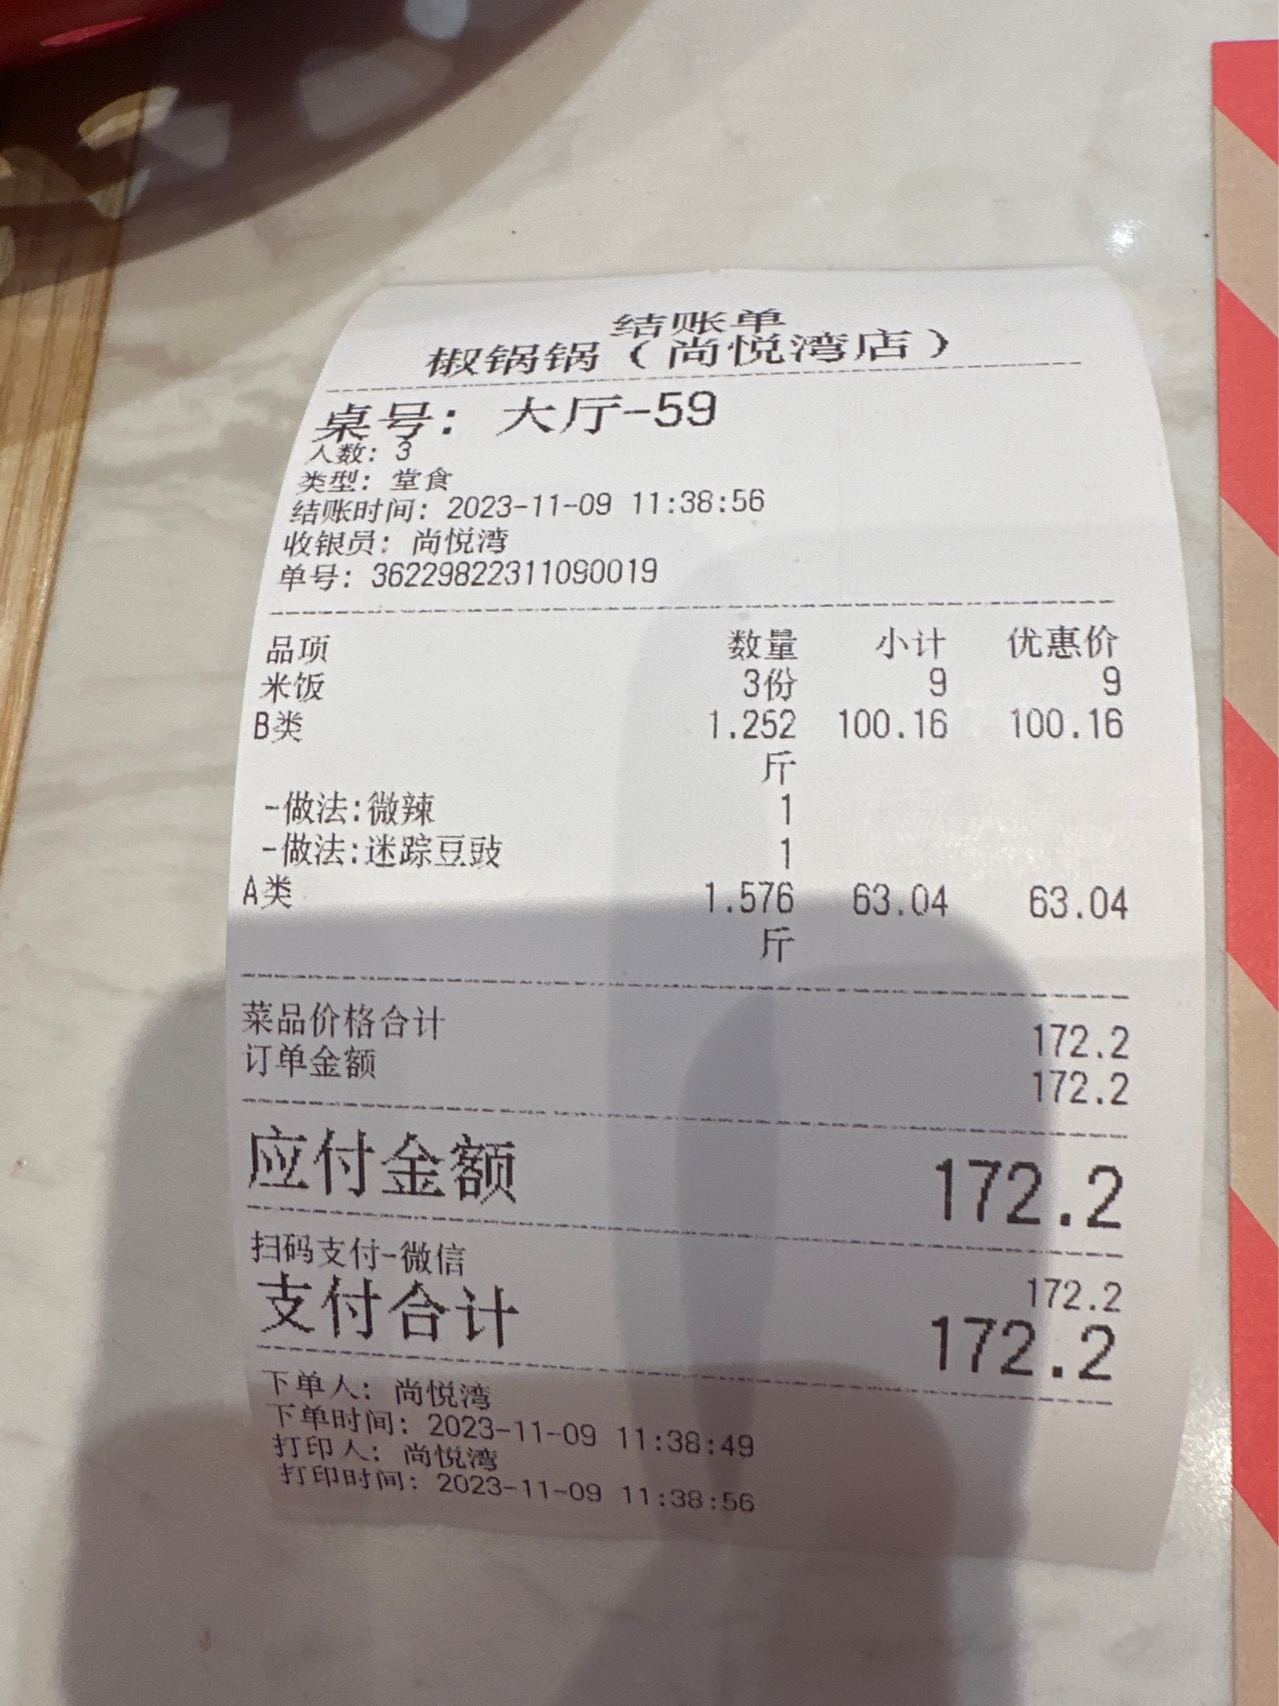 结账单
椒锅锅（尚悦湾店）
桌号：大厅-59
人数：3
类型：堂食
结账时间：2023-11-09 11:38:56
收银员：尚悦湾
单号：36229822311090019
品项 数量 小计 优惠价
米饭 3份 9 9
B类 1.252 100.16 100.16
斤
-做法:微辣 1
-做法:迷踪豆豉 1
A类 1.576 63.04 63.04
斤
菜品价格合计 172.2
订单金额 172.2
应付金额 172.2
扫码支付-微信 172.2
支付合计 172.2
下单人：尚悦湾
下单时间：2023-11-09 11:38:49
打印人：尚悦湾
打印时间：2023-11-09 11:38:56